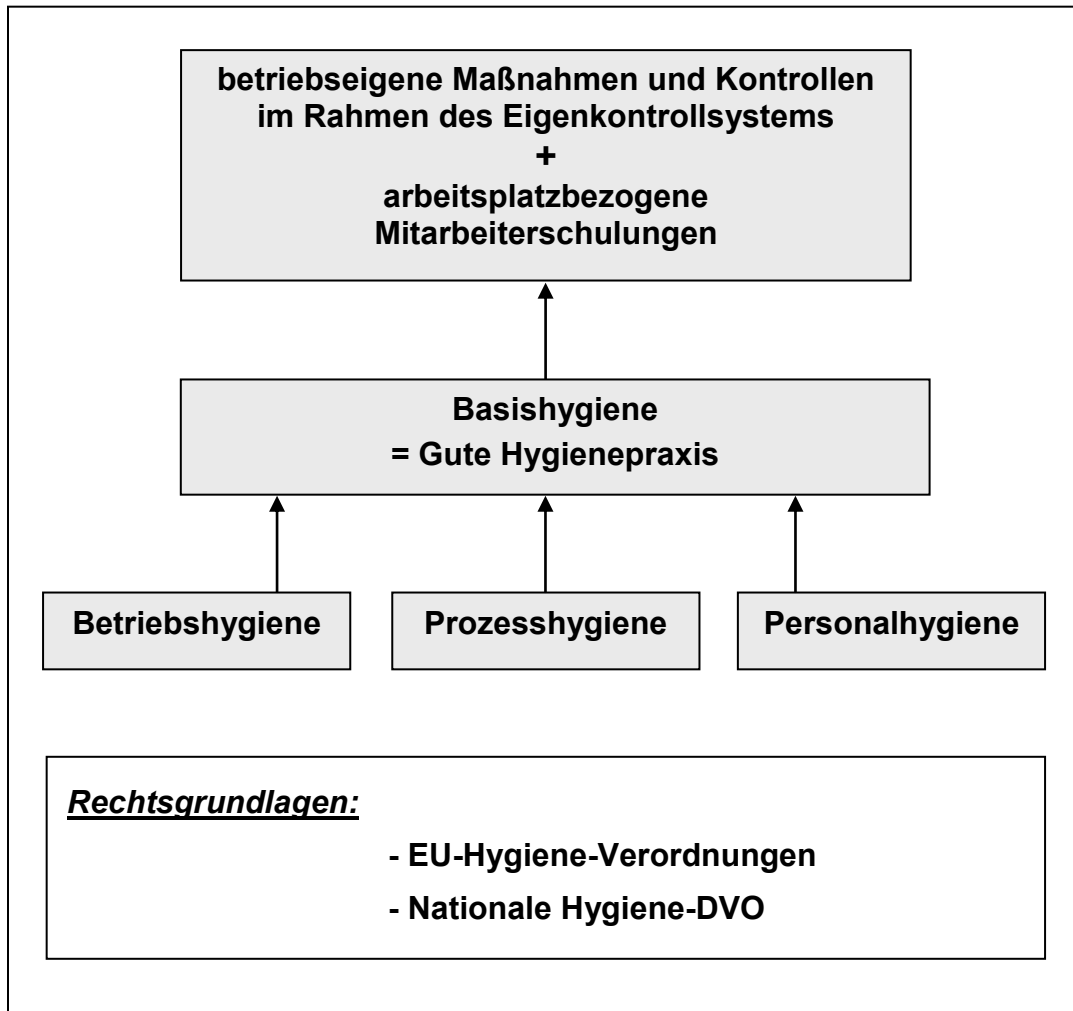 betriebseigene Maßnahmen und Kontrollen
im Rahmen des Eigenkontrollsystems
+
arbeitsplatzbezogene
Mitarbeiterschulungen
Basishygiene
= Gute Hygienepraxis
Betriebshygiene
Prozesshygiene
Personalhygiene
Rechtsgrundlagen:
- EU-Hygiene-Verordnungen
- Nationale Hygiene-DVO